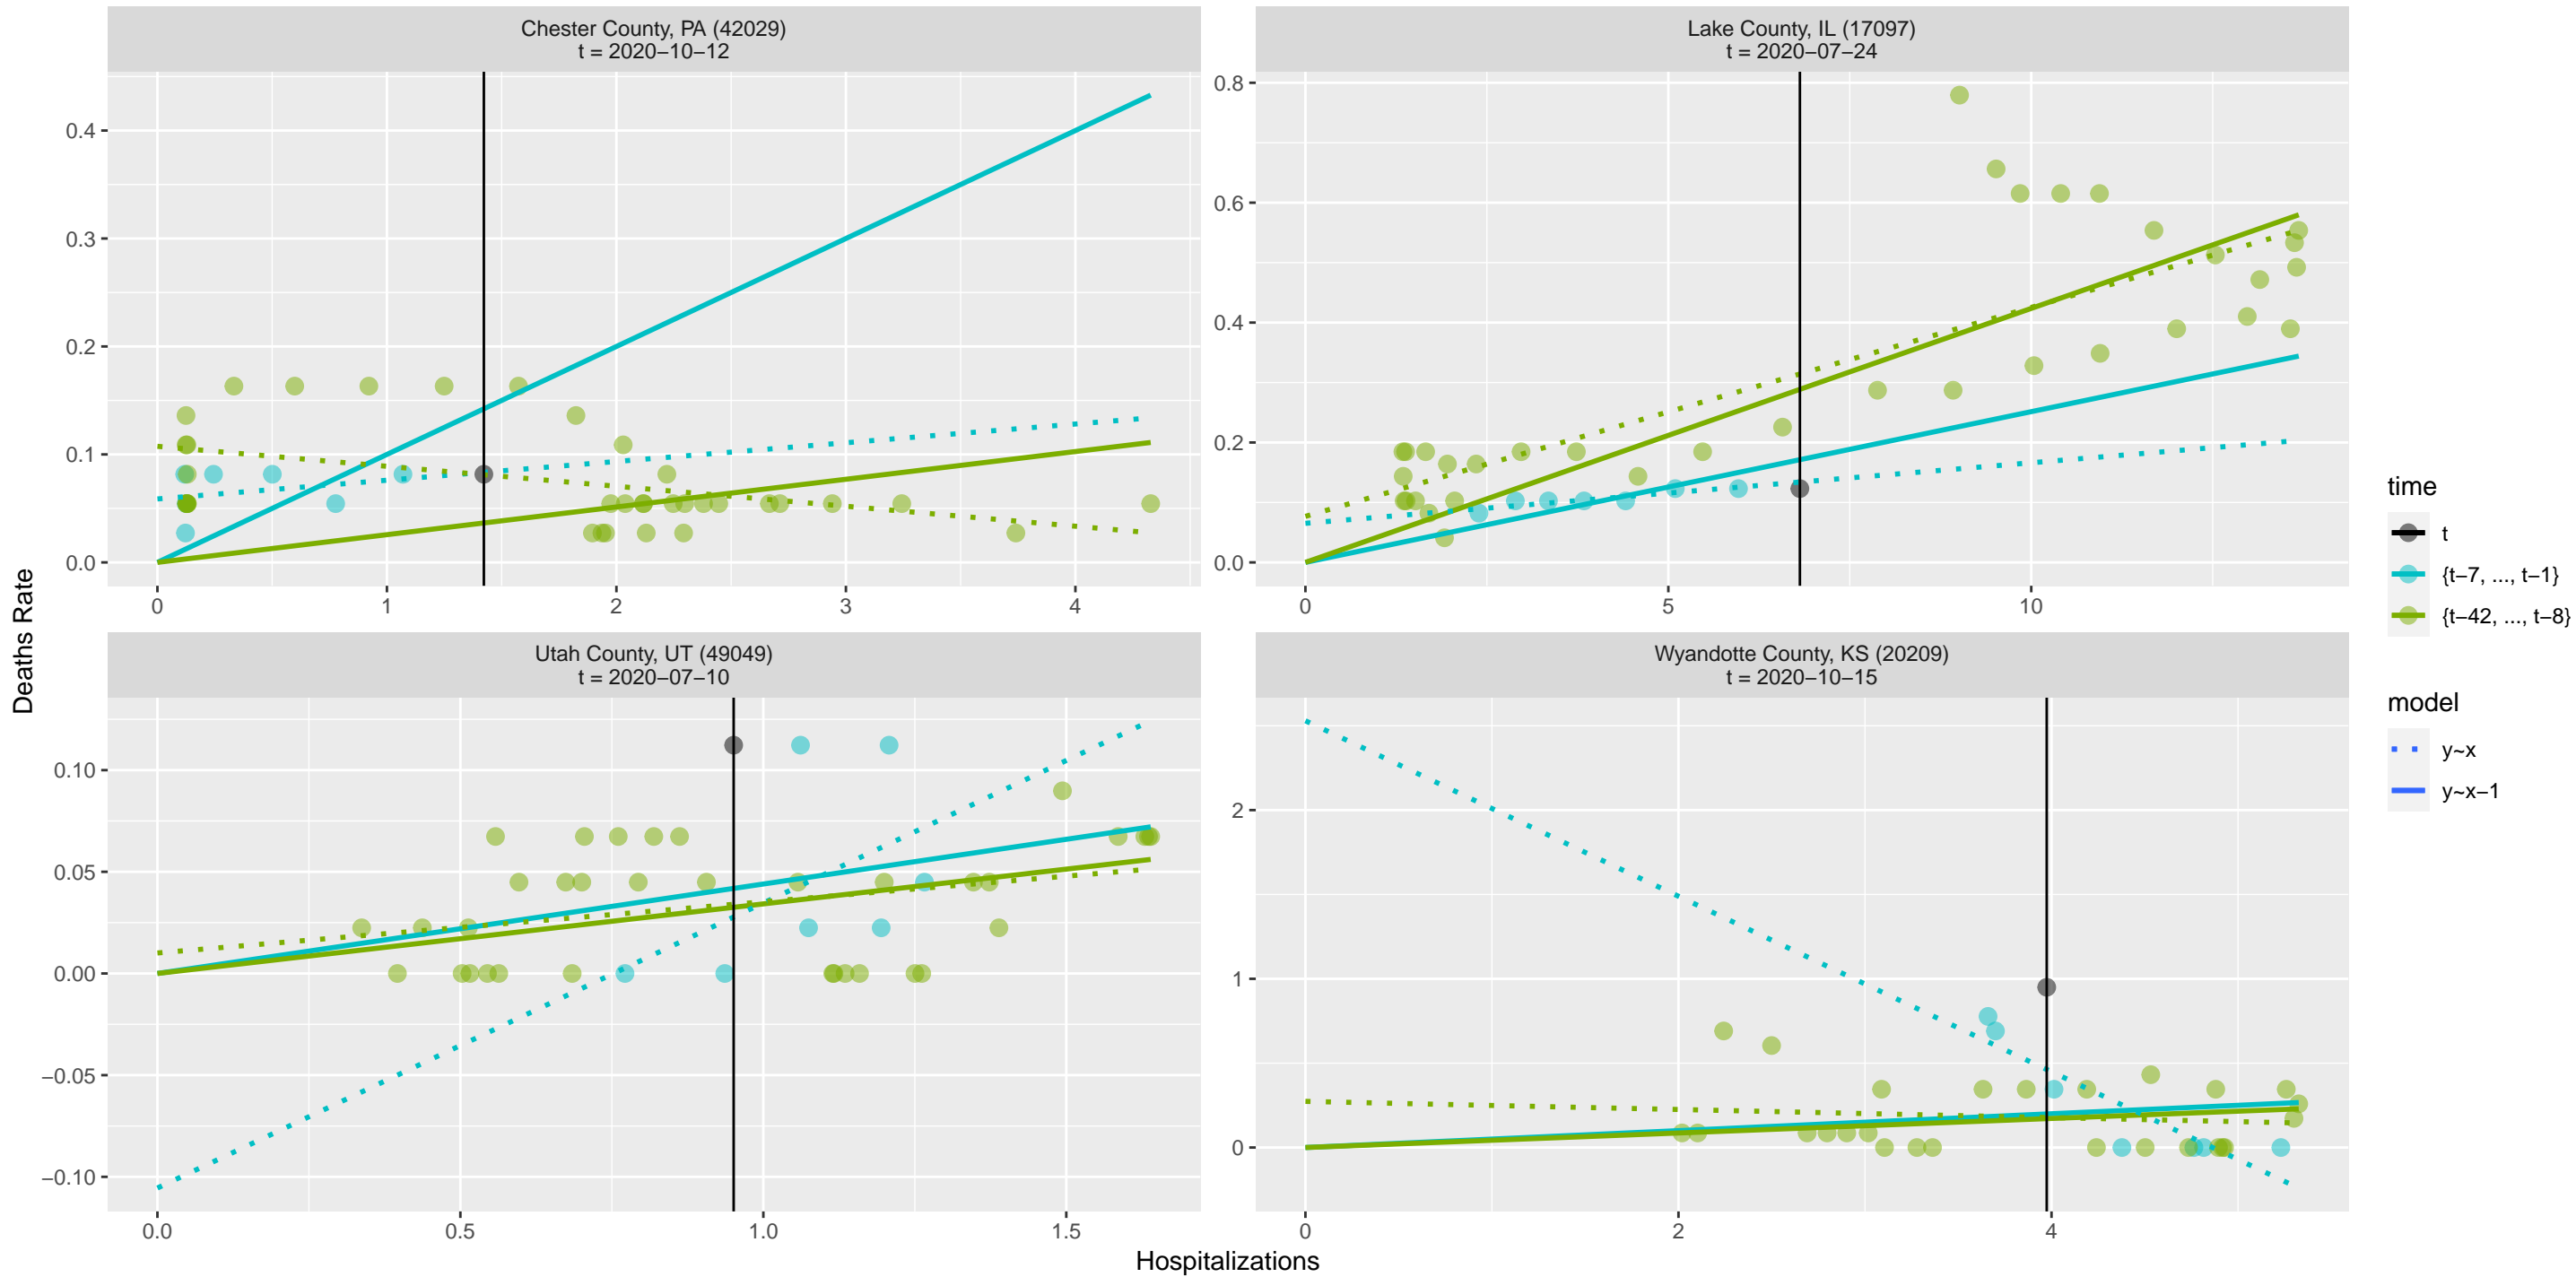 Chester County, PA (42029)
t = 2020−10−12
Lake County, IL (17097)
t = 2020−07−24
0.4
0.3
0.2
0.1
0.0
0 1 2 3 4
0.8
0.6
0.4
0.2
0.0
0 5 10
Utah County, UT (49049)
t = 2020−07−10
Wyandotte County, KS (20209)
t = 2020−10−15
0.10
0.05
0.00
−0.05
−0.10
0.0 0.5 1.0 1.5
2
1
0
0 2 4
Deaths Rate
Hospitalizations
time
t
{t−7, ..., t−1}
{t−42, ..., t−8}
model
y~x
y~x−1